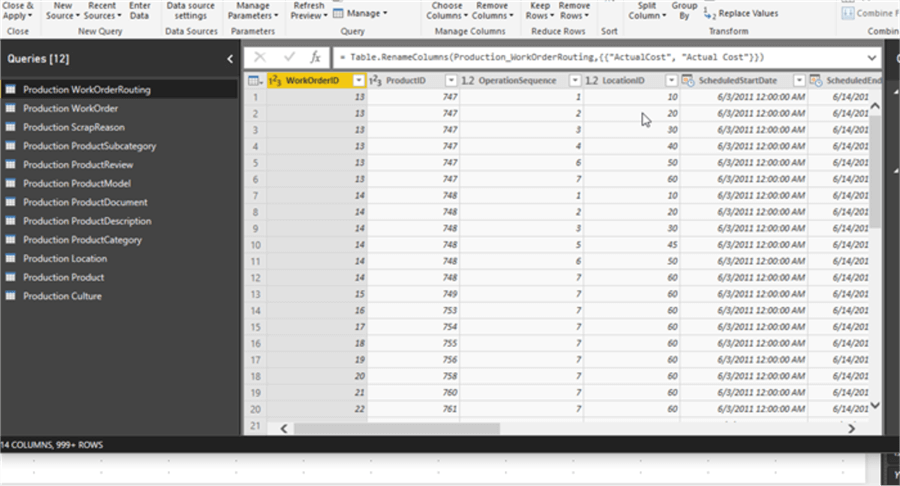 Close & Apply New Source Recent Sources Enter Data Data source settings Manage Parameters Refresh Preview Manage Choose Columns Remove Columns Keep Rows Remove Rows Split Column Group By Replace Values Combine F
Close New Query Data Sources Parameters Query Manage Columns Reduce Rows Sort Transform Combin
Queries [12]
= Table.RenameColumns(Production_WorkOrderRouting,{{"ActualCost", "Actual Cost"}})
Production WorkOrderRouting
Production WorkOrder
Production ScrapReason
Production ProductSubcategory
Production ProductReview
Production ProductModel
Production ProductDocument
Production ProductDescription
Production ProductCategory
Production Location
Production Product
Production Culture
WorkOrderID ProductID OperationSequence LocationID ScheduledStartDate ScheduledEnd
1 13 747 1 10 6/3/2011 12:00:00 AM 6/14/201
2 13 747 2 20 6/3/2011 12:00:00 AM 6/14/201
3 13 747 3 30 6/3/2011 12:00:00 AM 6/14/201
4 13 747 4 40 6/3/2011 12:00:00 AM 6/14/201
5 13 747 6 50 6/3/2011 12:00:00 AM 6/14/201
6 13 747 7 60 6/3/2011 12:00:00 AM 6/14/201
7 14 748 1 10 6/3/2011 12:00:00 AM 6/14/201
8 14 748 2 20 6/3/2011 12:00:00 AM 6/14/201
9 14 748 3 30 6/3/2011 12:00:00 AM 6/14/201
10 14 748 5 45 6/3/2011 12:00:00 AM 6/14/201
11 14 748 6 50 6/3/2011 12:00:00 AM 6/14/201
12 14 748 7 60 6/3/2011 12:00:00 AM 6/14/201
13 15 749 7 60 6/3/2011 12:00:00 AM 6/14/201
14 16 753 7 60 6/3/2011 12:00:00 AM 6/14/201
15 17 754 7 60 6/3/2011 12:00:00 AM 6/14/201
16 18 755 7 60 6/3/2011 12:00:00 AM 6/14/201
17 19 756 7 60 6/3/2011 12:00:00 AM 6/14/201
18 20 758 7 60 6/3/2011 12:00:00 AM 6/14/201
19 21 760 7 60 6/3/2011 12:00:00 AM 6/14/201
20 22 761 7 60 6/3/2011 12:00:00 AM 6/14/201
21
14 COLUMNS, 999+ ROWS